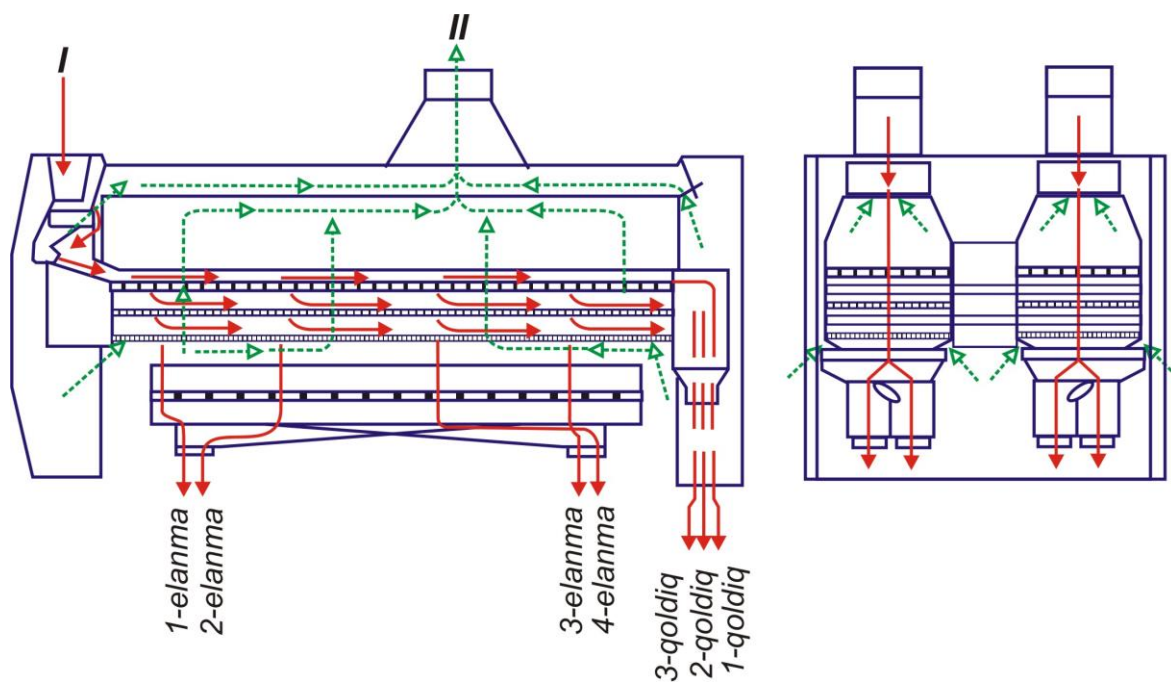 I
II
1-elanma
2-elanma
3-elanma
4-elanma
3-qoldiq
2-qoldiq
1-qoldiq